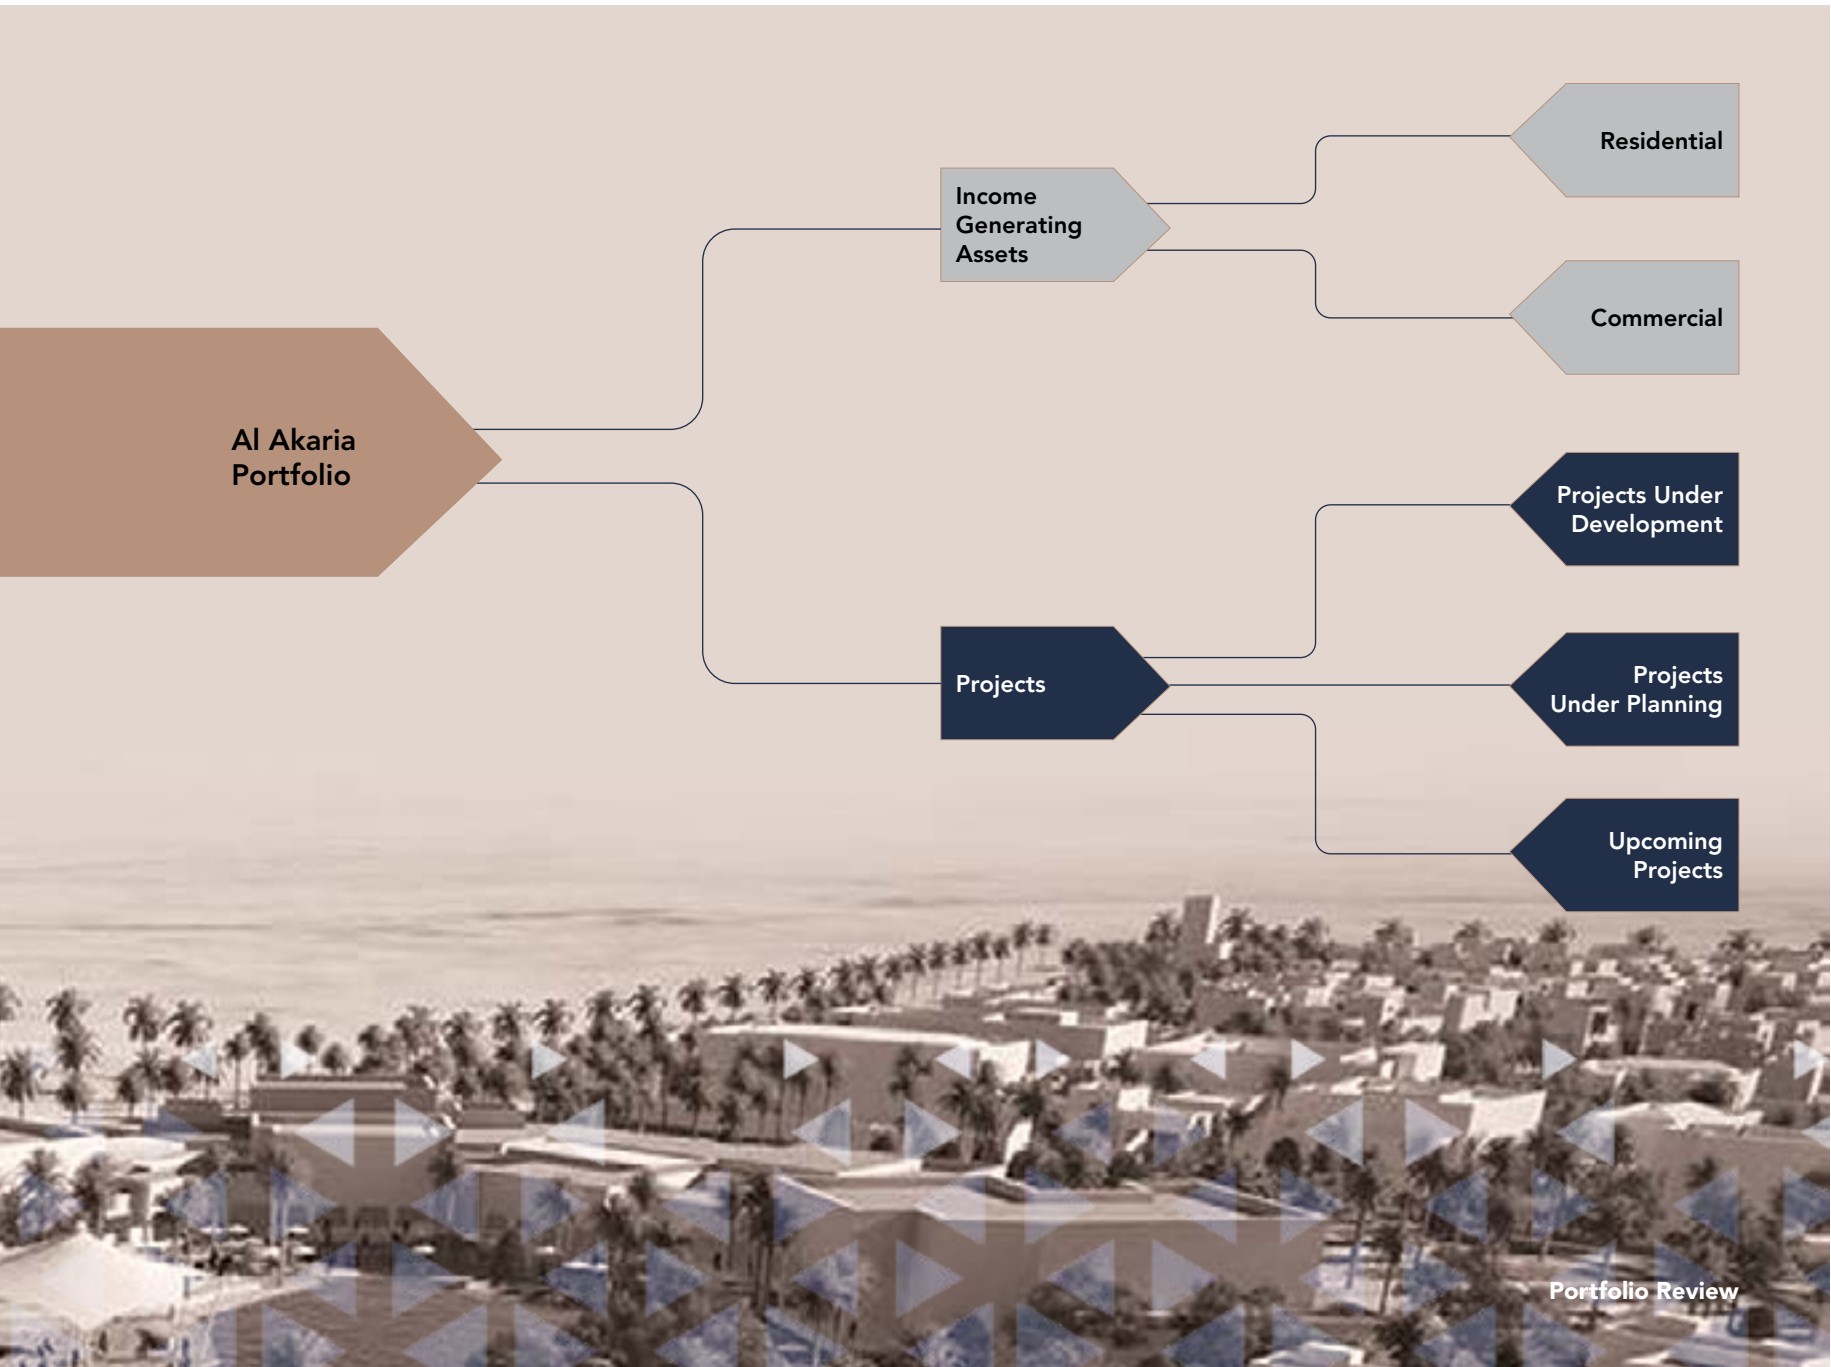 Al Akaria
Portfolio
Income
Generating
Assets
Residential
Commercial
Projects
Projects Under
Development
Projects
Under Planning
Upcoming
Projects
Portfolio Review